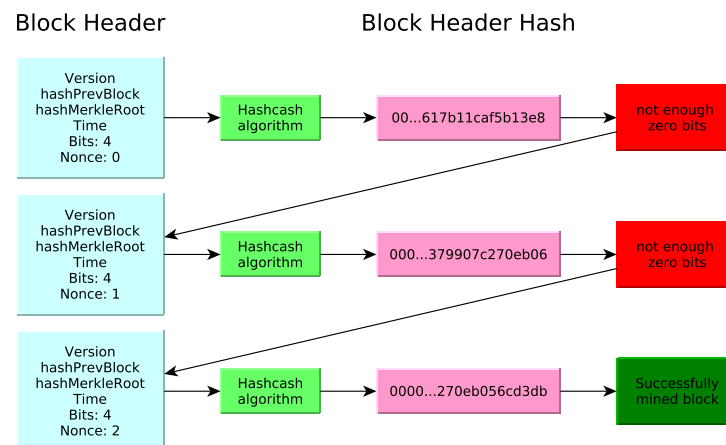 Block Header
Block Header Hash
Version
hashPrevBlock
hashMerkleRoot
Time
Bits: 4
Nonce: 0
Hashcash
algorithm
00...617b11caf5b13e8
not enough
zero bits
Version
hashPrevBlock
hashMerkleRoot
Time
Bits: 4
Nonce: 1
Hashcash
algorithm
000...379907c270eb06
not enough
zero bits
Version
hashPrevBlock
hashMerkleRoot
Time
Bits: 4
Nonce: 2
Hashcash
algorithm
0000...270eb056cd3db
Successfully
mined block